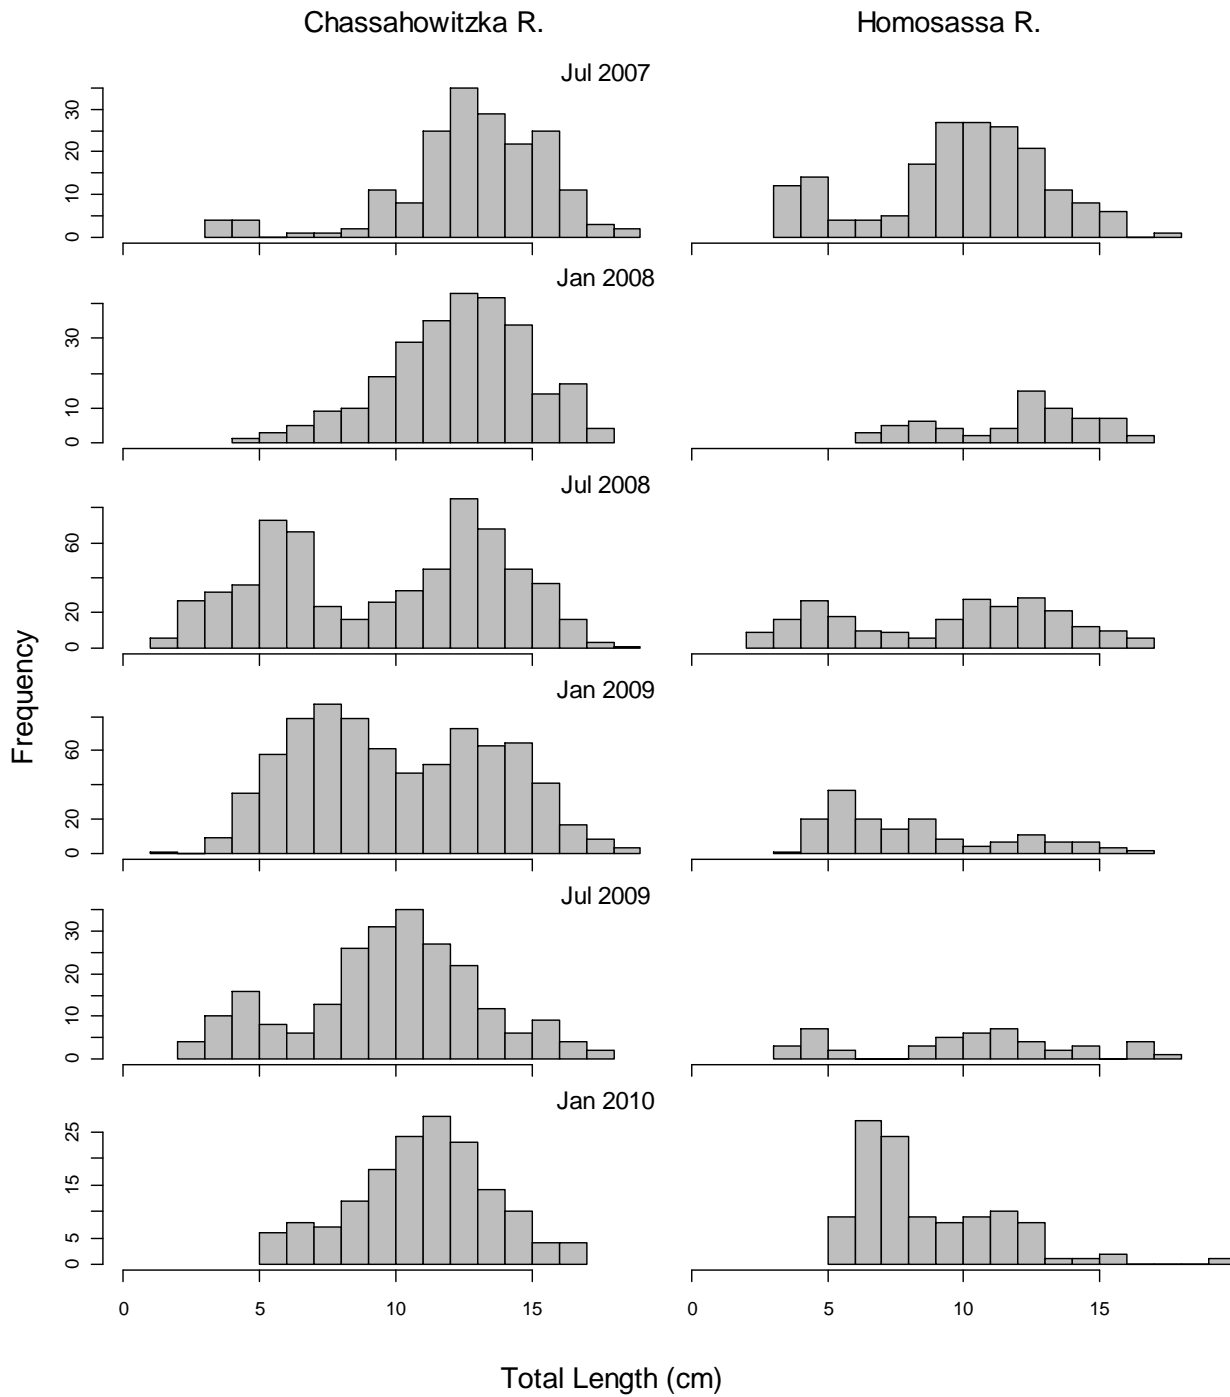 Chassahowitzka R. Homosassa R.
Jul 2007
0 10 20 30
Jan 2008
0 10 30
Jul 2008
0 20 60
Jan 2009
0 20 60
Frequency
Jul 2009
0 10 20 30
Jan 2010
0 5 15 25
0 5 10 15 0 5 10 15
Total Length (cm)